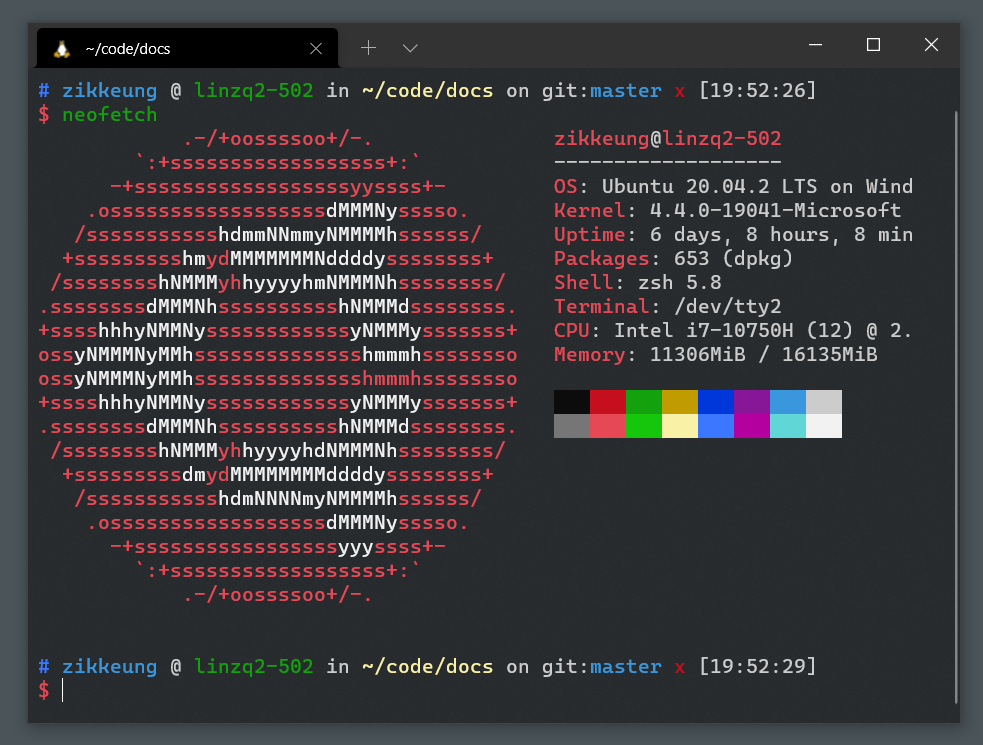 ~/code/docs
# zikkeung @ linzq2-502 in ~/code/docs on git:master x [19:52:26]
$ neofetch
.-/+oossssoo+/-.
`:+ssssssssssssssssss+:`
-+ssssssssssssssssssyyssss+-
.ossssssssssssssssssdMMMNysssso.
/ssssssssssshdmmNNmmyNMMMMhssssss/
+ssssssssshmydMMMMMMMNddddyssssssss+
/sssssssshNMMMyhhyyyyhmNMMMNhssssssss/
.ssssssssdMMMNhsssssssssshNMMMdssssssss.
+sssshhhyNMMNyssssssssssssyNMMMysssssss+
ossyNMMMNyMMhsssssssssssssshmmmhssssssso
ossyNMMMNyMMhsssssssssssssshmmmhssssssso
+sssshhhyNMMNyssssssssssssyNMMMysssssss+
.ssssssssdMMMNhsssssssssshNMMMdssssssss.
/sssssssshNMMMyhhyyyyhdNMMMNhssssssss/
+sssssssssdmydMMMMMMMMddddyssssssss+
/ssssssssssshdmNNNNmyNMMMMhssssss/
.ossssssssssssssssssdMMMNysssso.
-+sssssssssssssssssyyyssss+-
`:+ssssssssssssssssss+:`
.-/+oossssoo+/-.
zikkeung@linzq2-502
-------------------
OS: Ubuntu 20.04.2 LTS on Wind
Kernel: 4.4.0-19041-Microsoft
Uptime: 6 days, 8 hours, 8 min
Packages: 653 (dpkg)
Shell: zsh 5.8
Terminal: /dev/tty2
CPU: Intel i7-10750H (12) @ 2.
Memory: 11306MiB / 16135MiB
# zikkeung @ linzq2-502 in ~/code/docs on git:master x [19:52:29]
$